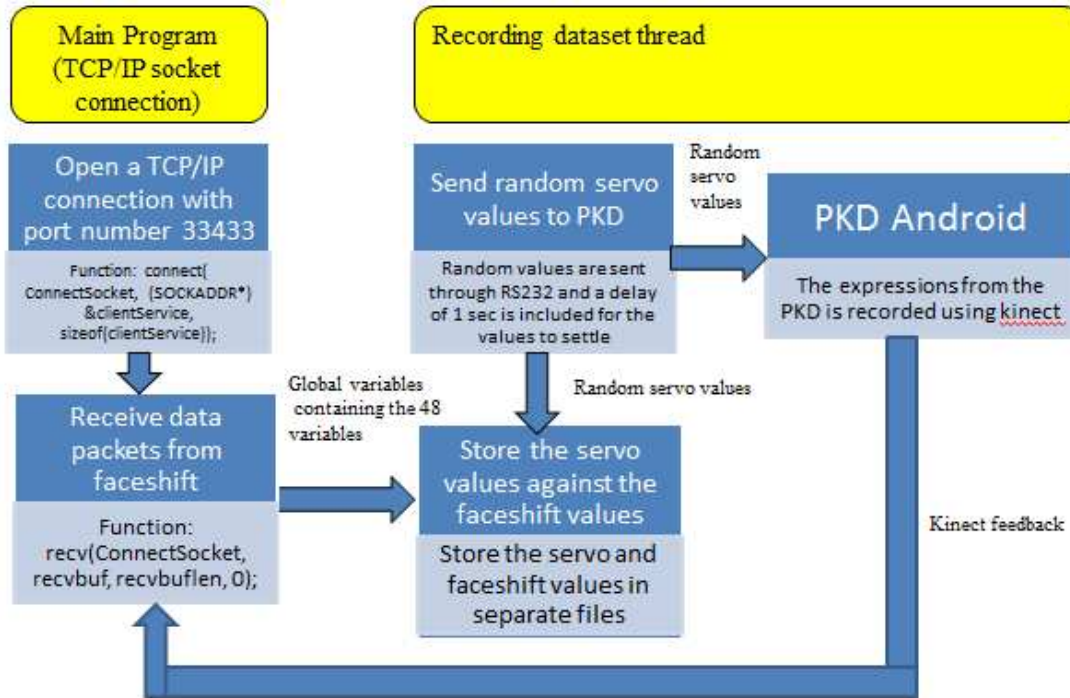 Main Program
(TCP/IP socket
connection)
Recording dataset thread
Open a TCP/IP
connection with
port number 33433
Function: connect(
ConnectSocket, (SOCKADDR*)
&clientService,
sizeof(clientService));
Send random servo
values to PKD
Random values are sent
through RS232 and a delay
of 1 sec is included for the
values to settle
Random
servo
values
PKD Android
The expressions from the
PKD is recorded using kinect
Global variables
containing the 48
variables
Random servo values
Receive data
packets from
faceshift
Function:
recv(ConnectSocket,
recvbuf, recvbuflen, 0);
Store the servo
values against the
faceshift values
Store the servo and
faceshift values in
separate files
Kinect feedback